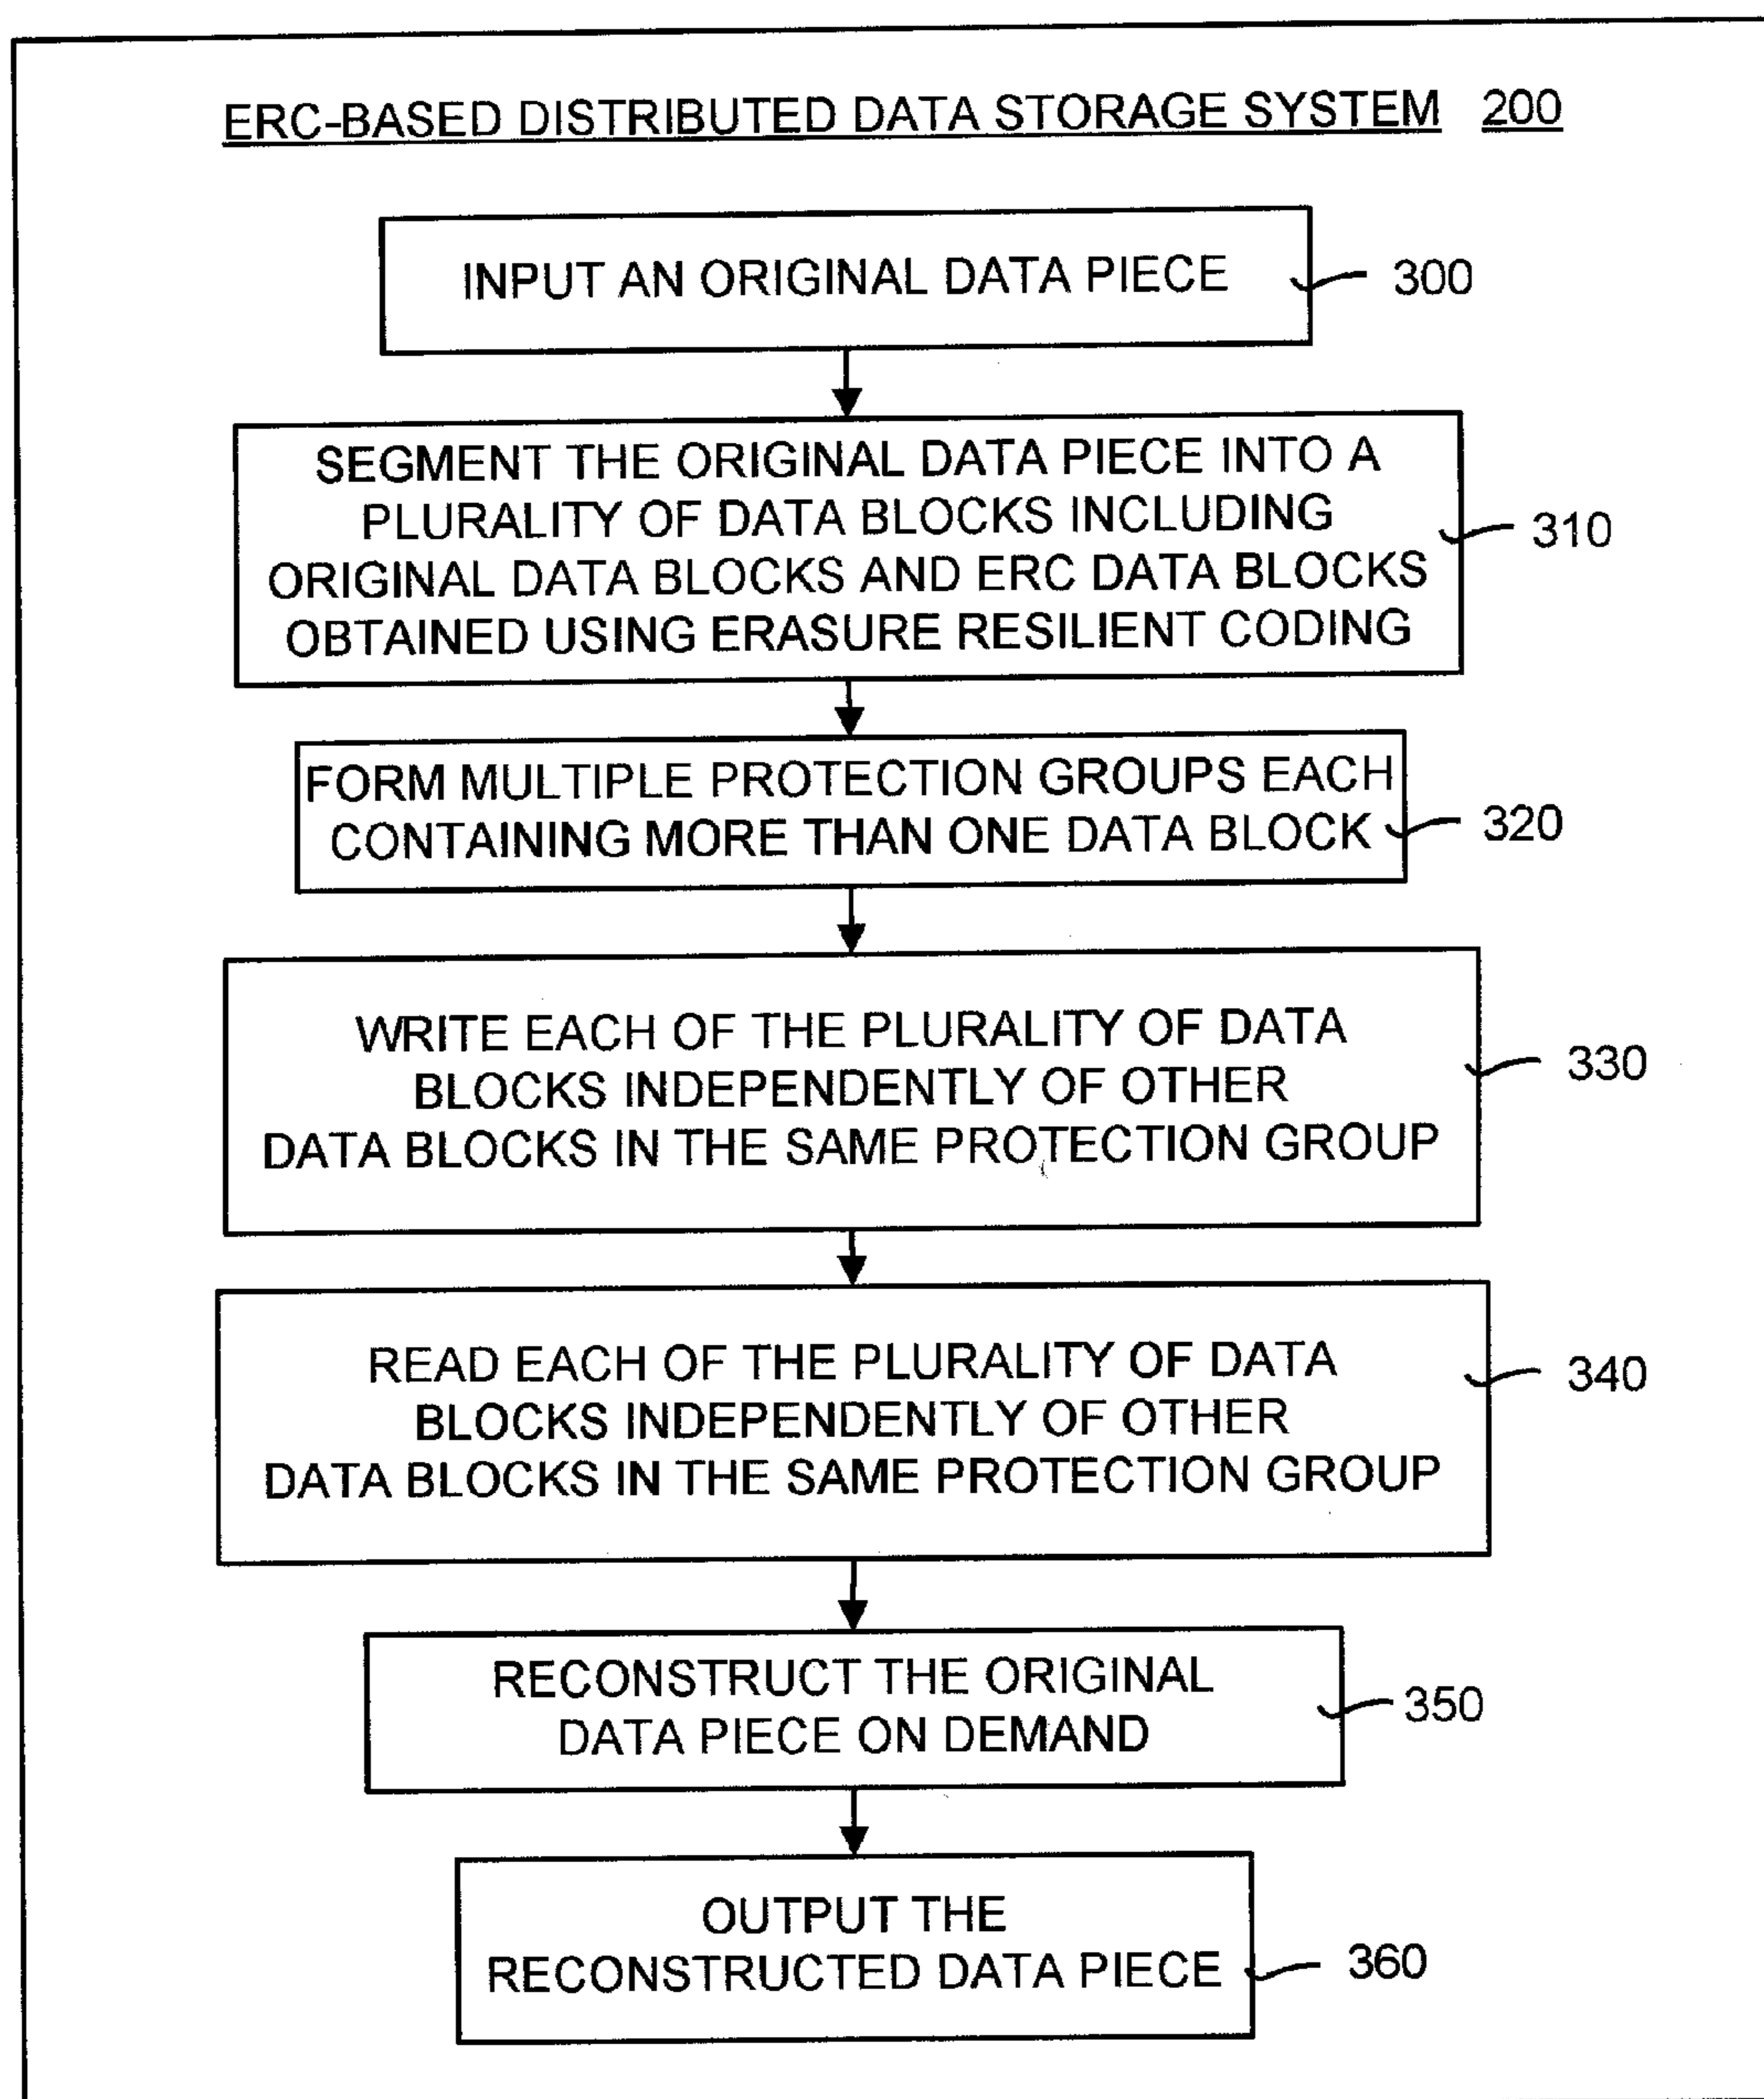 ERC-BASED DISTRIBUTED DATA STORAGE SYSTEM 200
INPUT AN ORIGINAL DATA PIECE
300
SEGMENT THE ORIGINAL DATA PIECE INTO A
PLURALITY OF DATA BLOCKS INCLUDING
ORIGINAL DATA BLOCKS AND ERC DATA BLOCKS
OBTAINED USING ERASURE RESILIENT CODING
310
FORM MULTIPLE PROTECTION GROUPS EACH
CONTAINING MORE THAN ONE DATA BLOCK
320
WRITE EACH OF THE PLURALITY OF DATA
BLOCKS INDEPENDENTLY OF OTHER
DATA BLOCKS IN THE SAME PROTECTION GROUP
330
READ EACH OF THE PLURALITY OF DATA
BLOCKS INDEPENDENTLY OF OTHER
DATA BLOCKS IN THE SAME PROTECTION GROUP
340
RECONSTRUCT THE ORIGINAL
DATA PIECE ON DEMAND
350
OUTPUT THE
RECONSTRUCTED DATA PIECE
360